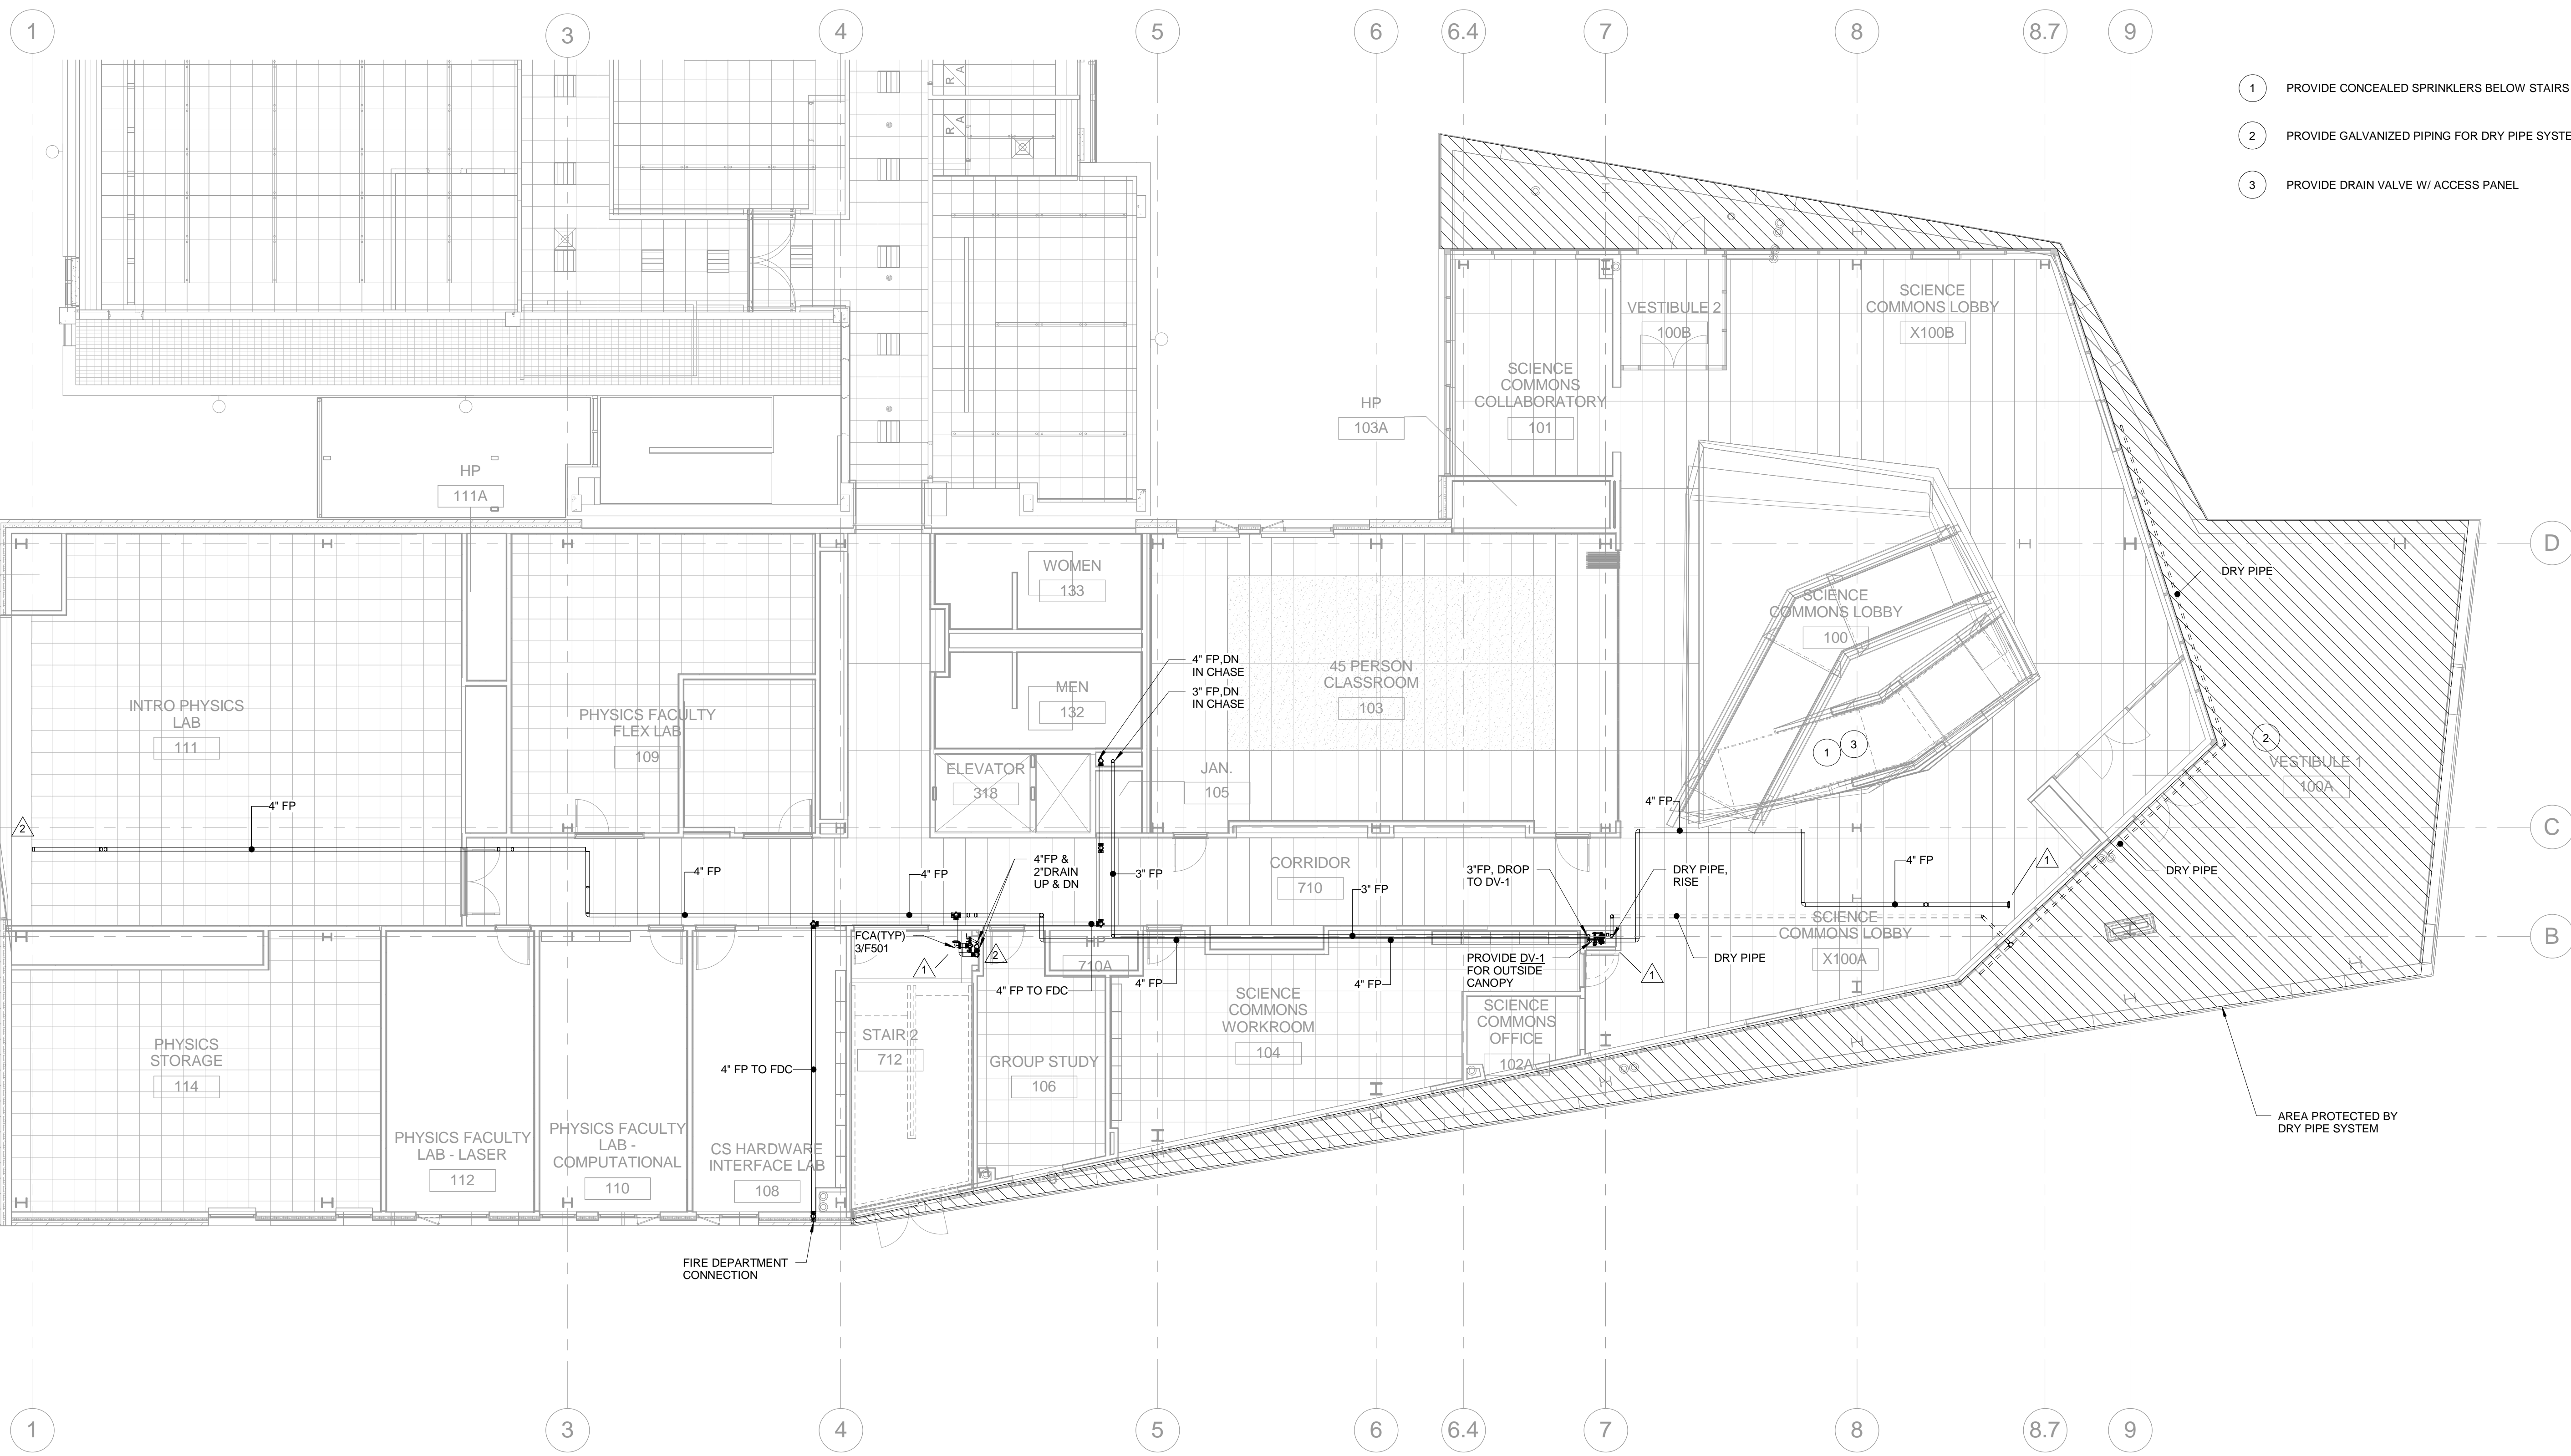 1
3
4
5
6
6.4
7
8
8.7
9
1 PROVIDE CONCEALED SPRINKLERS BELOW STAIRS
2 PROVIDE GALVANIZED PIPING FOR DRY PIPE SYSTE
3 PROVIDE DRAIN VALVE W/ ACCESS PANEL
R A
R A
VESTIBULE 2
100B
SCIENCE
COMMONS LOBBY
X100B
SCIENCE
COMMONS
COLLABORATORY
101
HP
103A
HP
111A
D
WOMEN
133
DRY PIPE
SCIENCE
COMMONS LOBBY
100
4" FP,DN
IN CHASE
3" FP,DN
IN CHASE
45 PERSON
CLASSROOM
103
MEN
132
INTRO PHYSICS
LAB
111
PHYSICS FACULTY
FLEX LAB
109
1
3
2
VESTIBULE 1
100A
ELEVATOR
318
JAN.
105
4" FP
4" FP
2
C
4" FP
4" FP
4"FP &
2"DRAIN
UP & DN
3" FP
CORRIDOR
710
3" FP
3"FP, DROP
TO DV-1
DRY PIPE,
RISE
4" FP
1
DRY PIPE
SCIENCE
COMMONS LOBBY
X100A
B
FCA(TYP)
3/F501
1
2
HP
710A
4" FP TO FDC
4" FP
4" FP
PROVIDE DV-1
FOR OUTSIDE
CANOPY
1
DRY PIPE
SCIENCE
COMMONS
WORKROOM
104
SCIENCE
COMMONS
OFFICE
102A
STAIR 2
712
GROUP STUDY
106
4" FP TO FDC
PHYSICS
STORAGE
114
AREA PROTECTED BY
DRY PIPE SYSTEM
PHYSICS FACULTY
LAB - LASER
112
PHYSICS FACULTY
LAB -
COMPUTATIONAL
110
CS HARDWARE
INTERFACE LAB
108
FIRE DEPARTMENT
CONNECTION
1
3
4
5
6
6.4
7
8
8.7
9